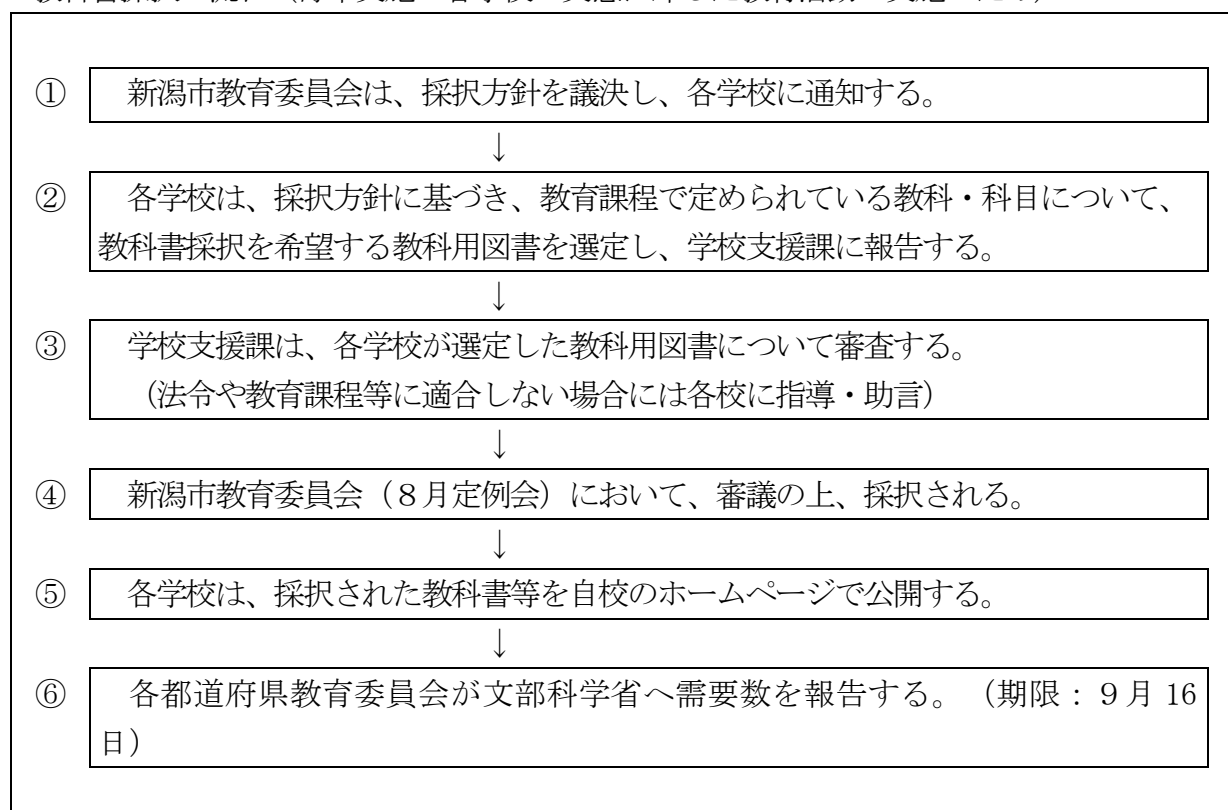 ① 新潟市教育委員会は、採択方針を議決し、各学校に通知する。
↓
② 各学校は、採択方針に基づき、教育課程で定められている教科・科目について、
教科書採択を希望する教科用図書を選定し、学校支援課に報告する。
↓
③ 学校支援課は、各学校が選定した教科用図書について審査する。
(法令や教育課程等に適合しない場合には各校に指導・助言)
↓
④ 新潟市教育委員会(8月定例会)において、審議の上、採択される。
↓
⑤ 各学校は、採択された教科書等を自校のホームページで公開する。
↓
⑥ 各都道府県教育委員会が文部科学省へ需要数を報告する。(期限:9月 16
日)